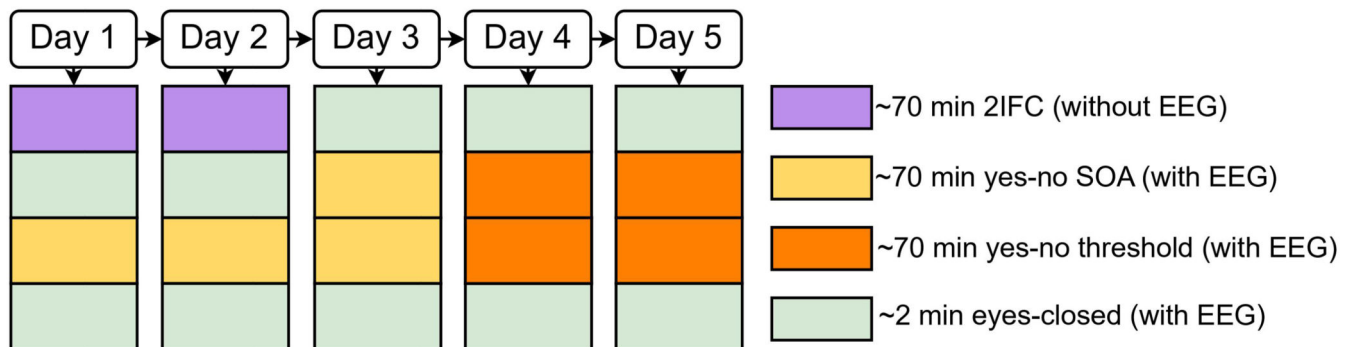 Day 1
Day 2
Day 3
Day 4
Day 5
~70 min 2IFC (without EEG)
~70 min yes-no SOA (with EEG)
~70 min yes-no threshold (with EEG)
~2 min eyes-closed (with EEG)